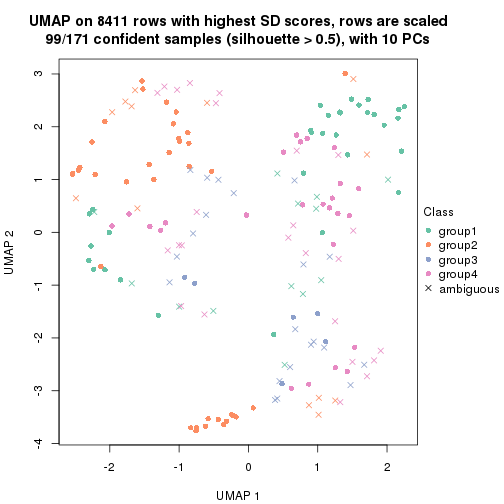 UMAP on 8411 rows with highest SD scores, rows are scaled
99/171 confident samples (silhouette > 0.5), with 10 PCs
3
2
1
0
-1
-2
-3
-4
UMAP 2
-2
-1
0
1
2
UMAP 1
Class
group1
group2
group3
group4
ambiguous